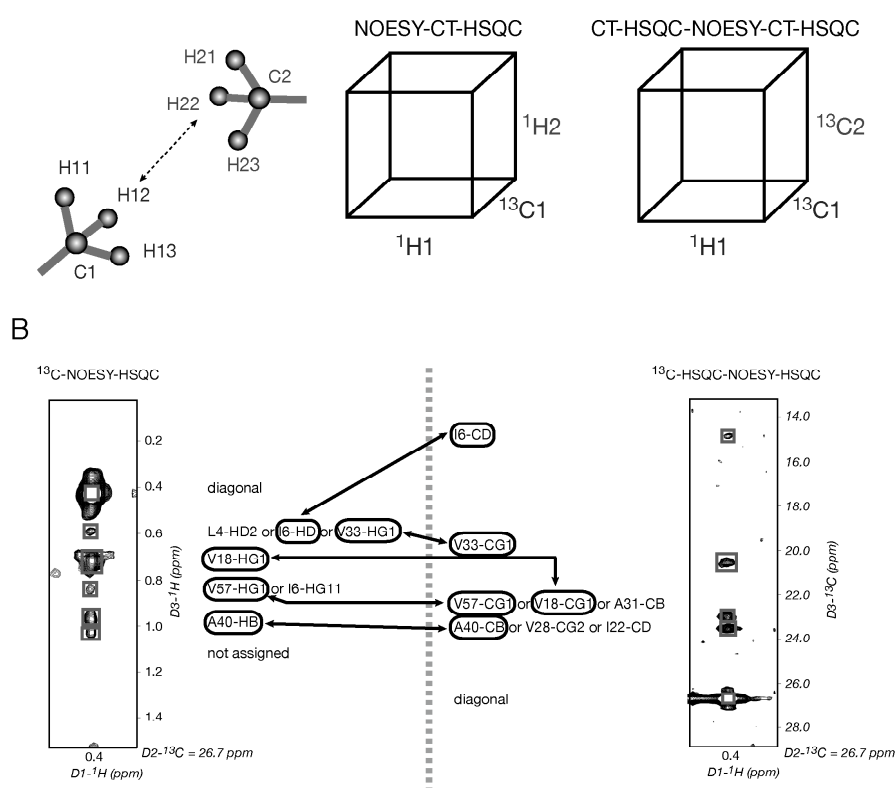 NOESY-CT-HSQC
CT-HSQC-NOESY-CT-HSQC
H21
C2
H22
H23
H11
H12
H13
C1
¹H2
¹³C1
¹H1
¹³C2
¹³C1
¹H1
B
¹³C-NOESY-HSQC
0.2
0.4
0.6
0.8
1.0
1.2
1.4
D3-¹H (ppm)
0.4
D2-¹³C = 26.7 ppm
D1-¹H (ppm)
diagonal
L4-HD2 or I6-HD or V33-HG1
V18-HG1
V57-HG1 or I6-HG11
A40-HB
not assigned
I6-CD
V33-CG1
V57-CG1 or V18-CG1 or A31-CB
A40-CB or V28-CG2 or I22-CD
diagonal
¹³C-HSQC-NOESY-HSQC
14.0
16.0
18.0
20.0
22.0
24.0
26.0
28.0
D3-¹³C (ppm)
0.4
D2-¹³C = 26.7 ppm
D1-¹H (ppm)